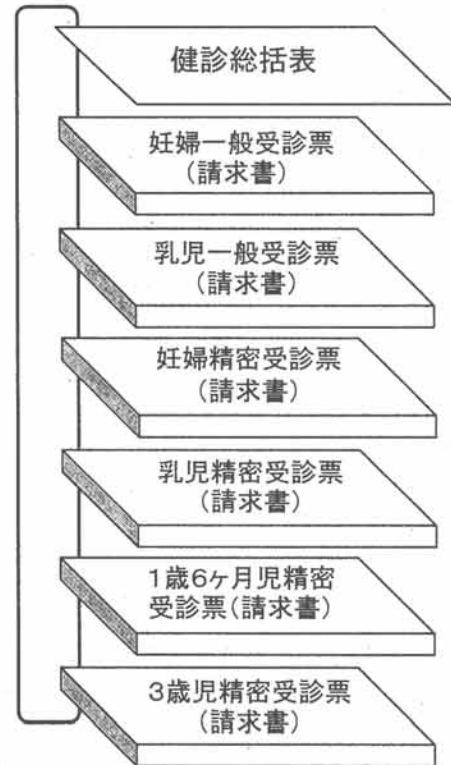 健診総括表
妊婦一般受診票
(請求書)
乳児一般受診票
(請求書)
妊婦精密受診票
(請求書)
乳児精密受診票
(請求書)
1歳6ヶ月児精密
受診票(請求書)
3歳児精密受診票
(請求書)